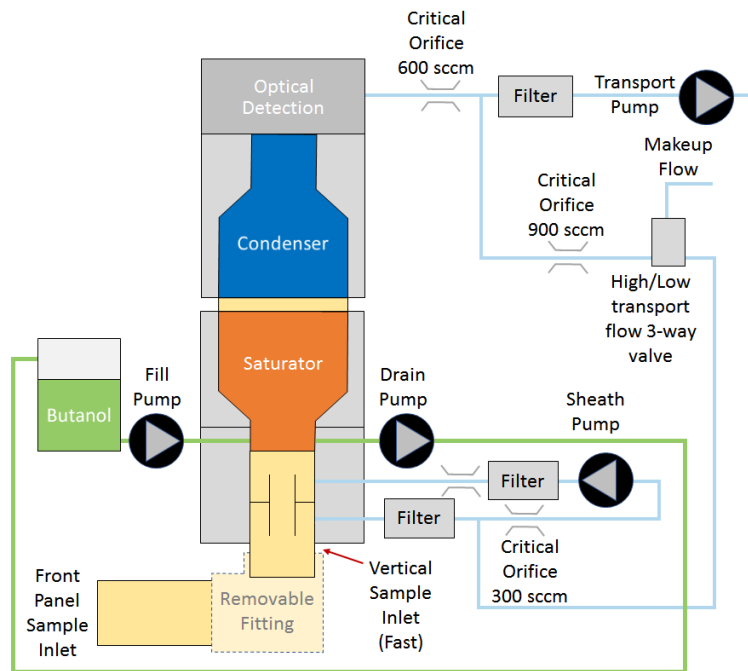 Critical
Orifice
600 sccm
Optical
Detection
Filter
Transport
Pump
Makeup
Flow
Critical
Orifice
900 sccm
Condenser
High/Low
transport
flow 3-way
valve
Saturator
Fill
Pump
Drain
Pump
Sheath
Pump
Butanol
Filter
Filter
Critical
Orifice
300 sccm
Vertical
Sample
Inlet
(Fast)
Front
Panel
Sample
Inlet
Removable
Fitting